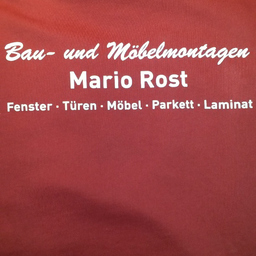 Bau- und Möbelmontagen
Mario Rost
Fenster · Türen · Möbel · Parkett · Laminat